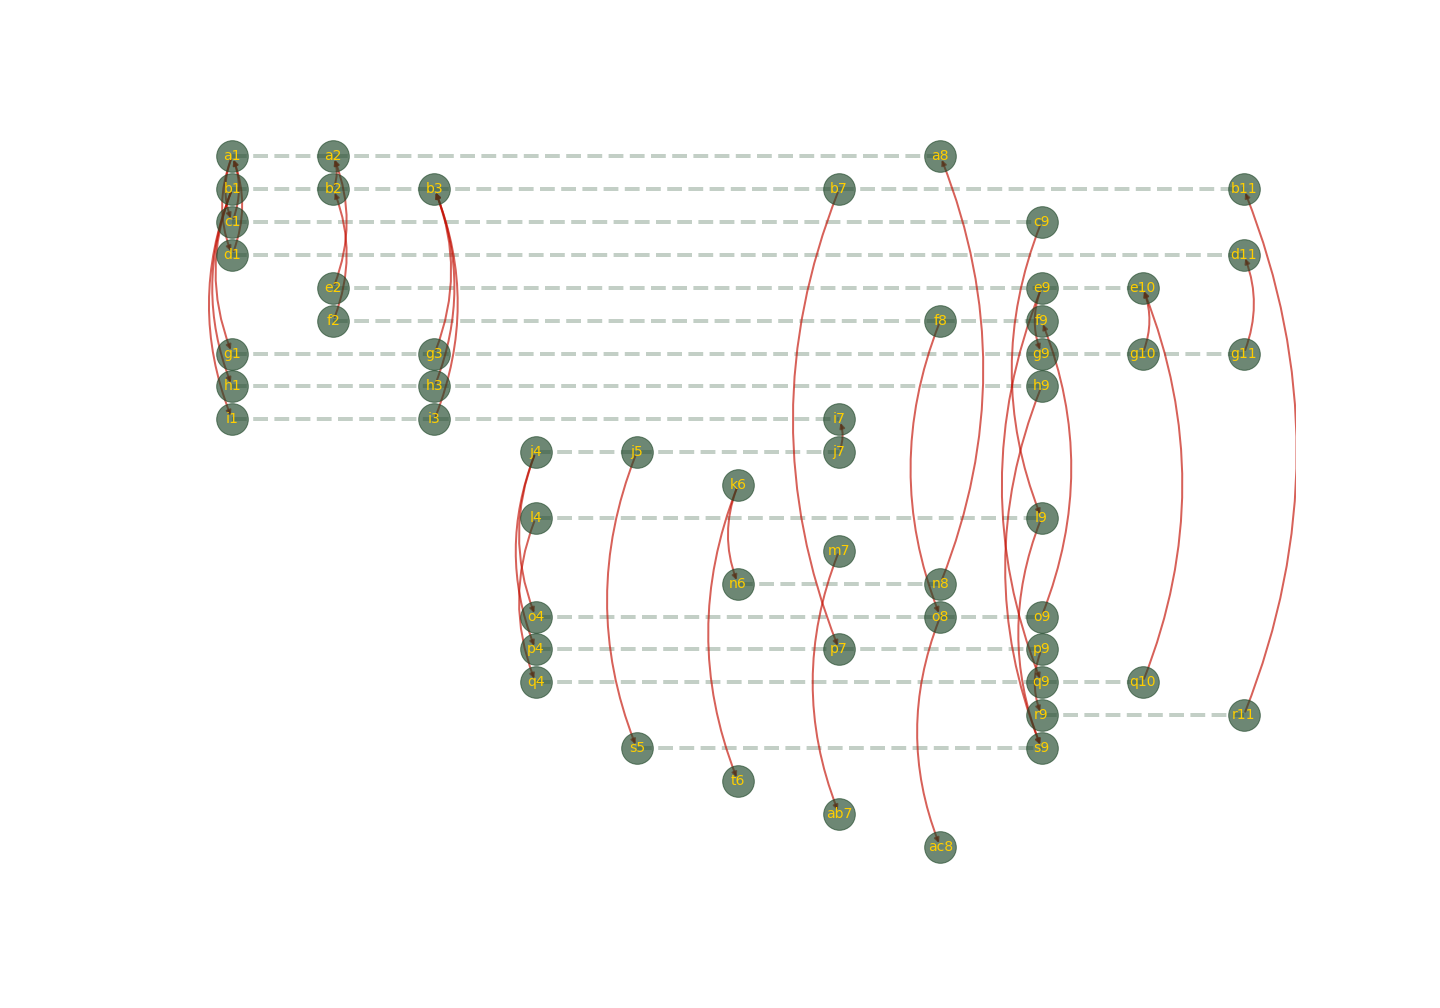 a1 a2 a8
b1 b2 b3 b7 b11
c1 c9
d1 d11
e2 e9 e10
f2 f8 f9
g1 g3 g9 g10 g11
h1 h3 h9
i1 i3 i7
j4 j5 j7
k6
l4 l9
m7
n6 n8
o4 o8 o9
p4 p7 p9
q4 q9 q10
r9 r11
s5 s9
t6
ab7
ac8